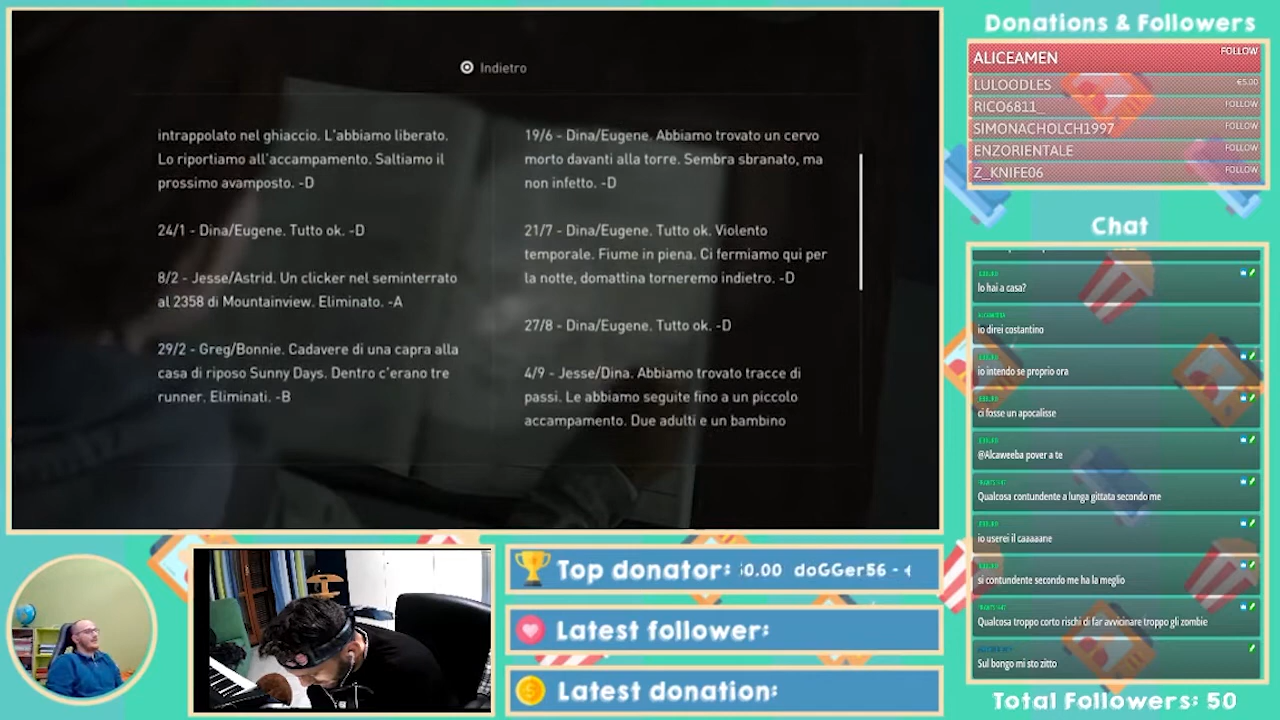 Indietro
intrappolato nel ghiaccio. L'abbiamo liberato.
Lo riportiamo all'accampamento. Saltiamo il
prossimo avamposto. -D
24/1 - Dina/Eugene. Tutto ok. -D
8/2 - Jesse/Astrid. Un clicker nel seminterrato
al 2358 di Mountainview. Eliminato. -A
29/2 - Greg/Bonnie. Cadavere di una capra alla
casa di riposo Sunny Days. Dentro c'erano tre
runner. Eliminati. -B
19/6 - Dina/Eugene. Abbiamo trovato un cervo
morto davanti alla torre. Sembra sbranato, ma
non infetto. -D
21/7 - Dina/Eugene. Tutto ok. Violento
temporale. Fiume in piena. Ci fermiamo qui per
la notte, domattina torneremo indietro. -D
27/8 - Dina/Eugene. Tutto ok. -D
4/9 - Jesse/Dina. Abbiamo trovato tracce di
passi. Le abbiamo seguite fino a un piccolo
accampamento. Due adulti e un bambino
Donations & Followers
ALICEAMEN FOLLOW
LULOODLES €5.00
RICO6811_ FOLLOW
SIMONACHOLCH1997 FOLLOW
ENZORIENTALE FOLLOW
Z_KNIFE06 FOLLOW
Chat
lo hai a casa?
io direi costantino
io intendo se proprio ora
ci fosse un apocalisse
@Alcaweeba pover a te
Qualcosa contundente a lunga gittata secondo me
io userei il caaaaane
si contundente secondo me ha la meglio
Qualcosa troppo corto rischi di far avvicinare troppo gli zombie
Sul bongo mi sto zitto
Total Followers: 50
Top donator: 0.00 doGGer56 -
Latest follower:
Latest donation: